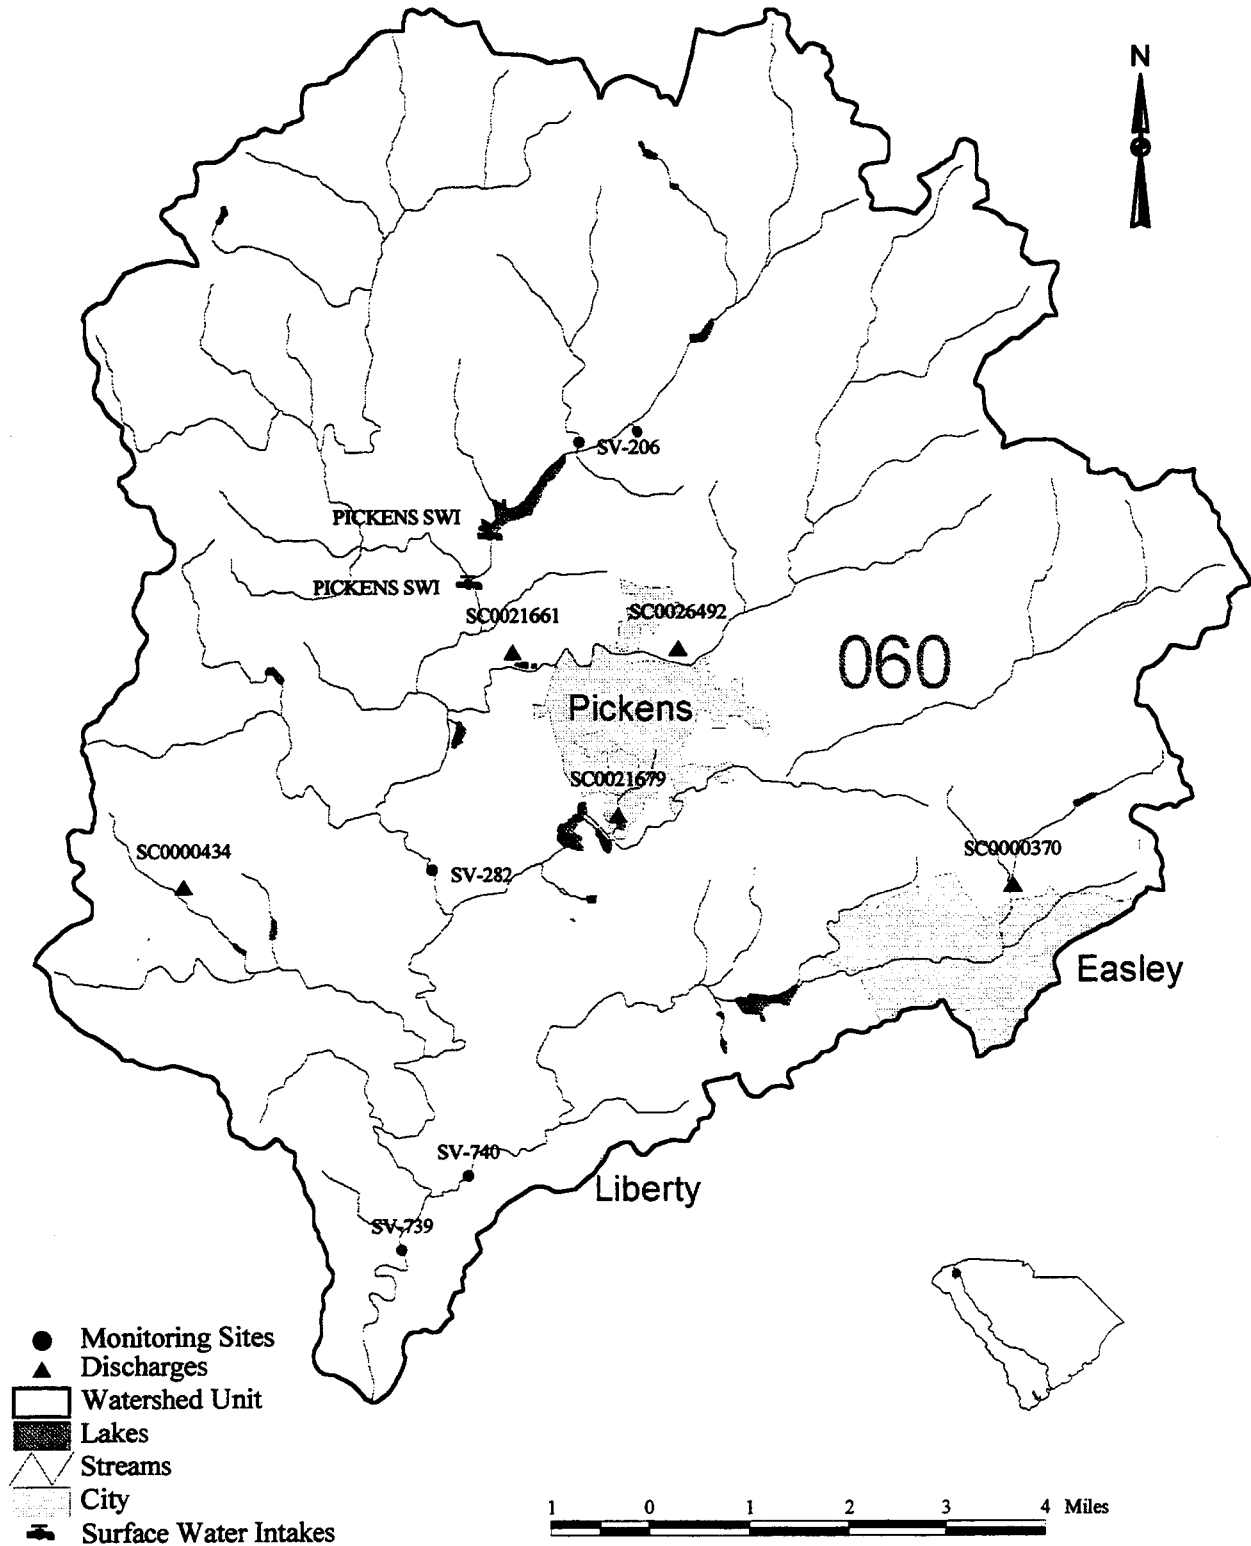 N
SV-206
PICKENS SWI
PICKENS SWI
SC0021661
SC0026492
060
Pickens
SC0021679
SC0000434
SV-282
SC0000370
Easley
SV-740
Liberty
SV-739
Monitoring Sites
Discharges
Watershed Unit
Lakes
Streams
City
Surface Water Intakes
1 0 1 2 3 4 Miles